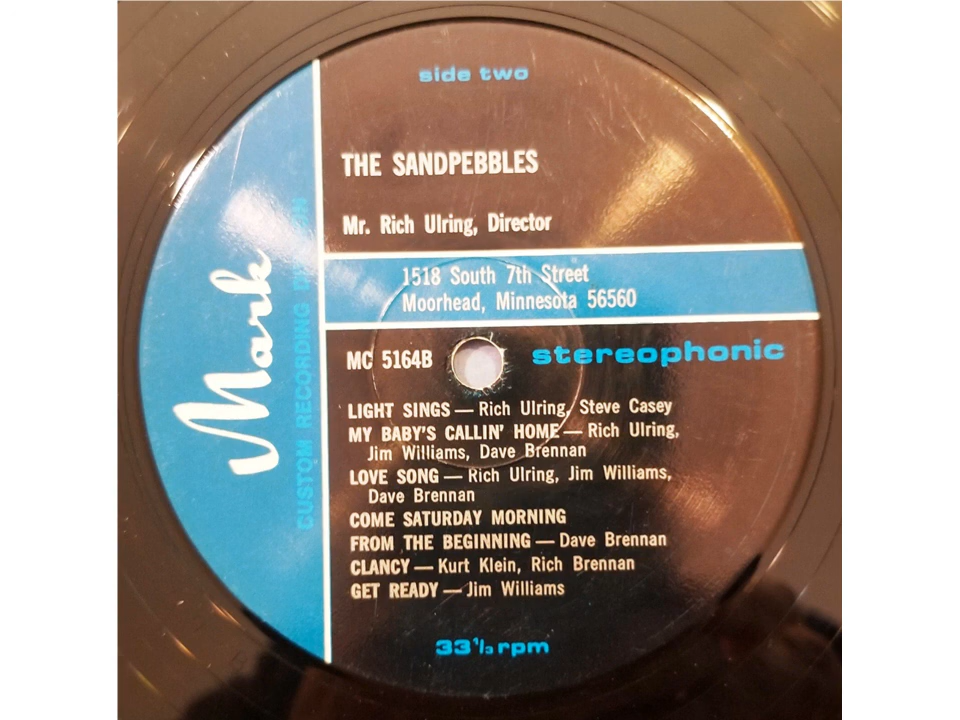 side two
THE SANDPEBBLES
Mr. Rich Ulring, Director
1518 South 7th Street
Moorhead, Minnesota 56560
Mark
CUSTOM RECORDING DIVISION
MC 5164B
stereophonic
LIGHT SINGS — Rich Ulring, Steve Casey
MY BABY'S CALLIN' HOME — Rich Ulring,
Jim Williams, Dave Brennan
LOVE SONG — Rich Ulring, Jim Williams,
Dave Brennan
COME SATURDAY MORNING
FROM THE BEGINNING — Dave Brennan
CLANCY — Kurt Klein, Rich Brennan
GET READY — Jim Williams
33 1/3 rpm